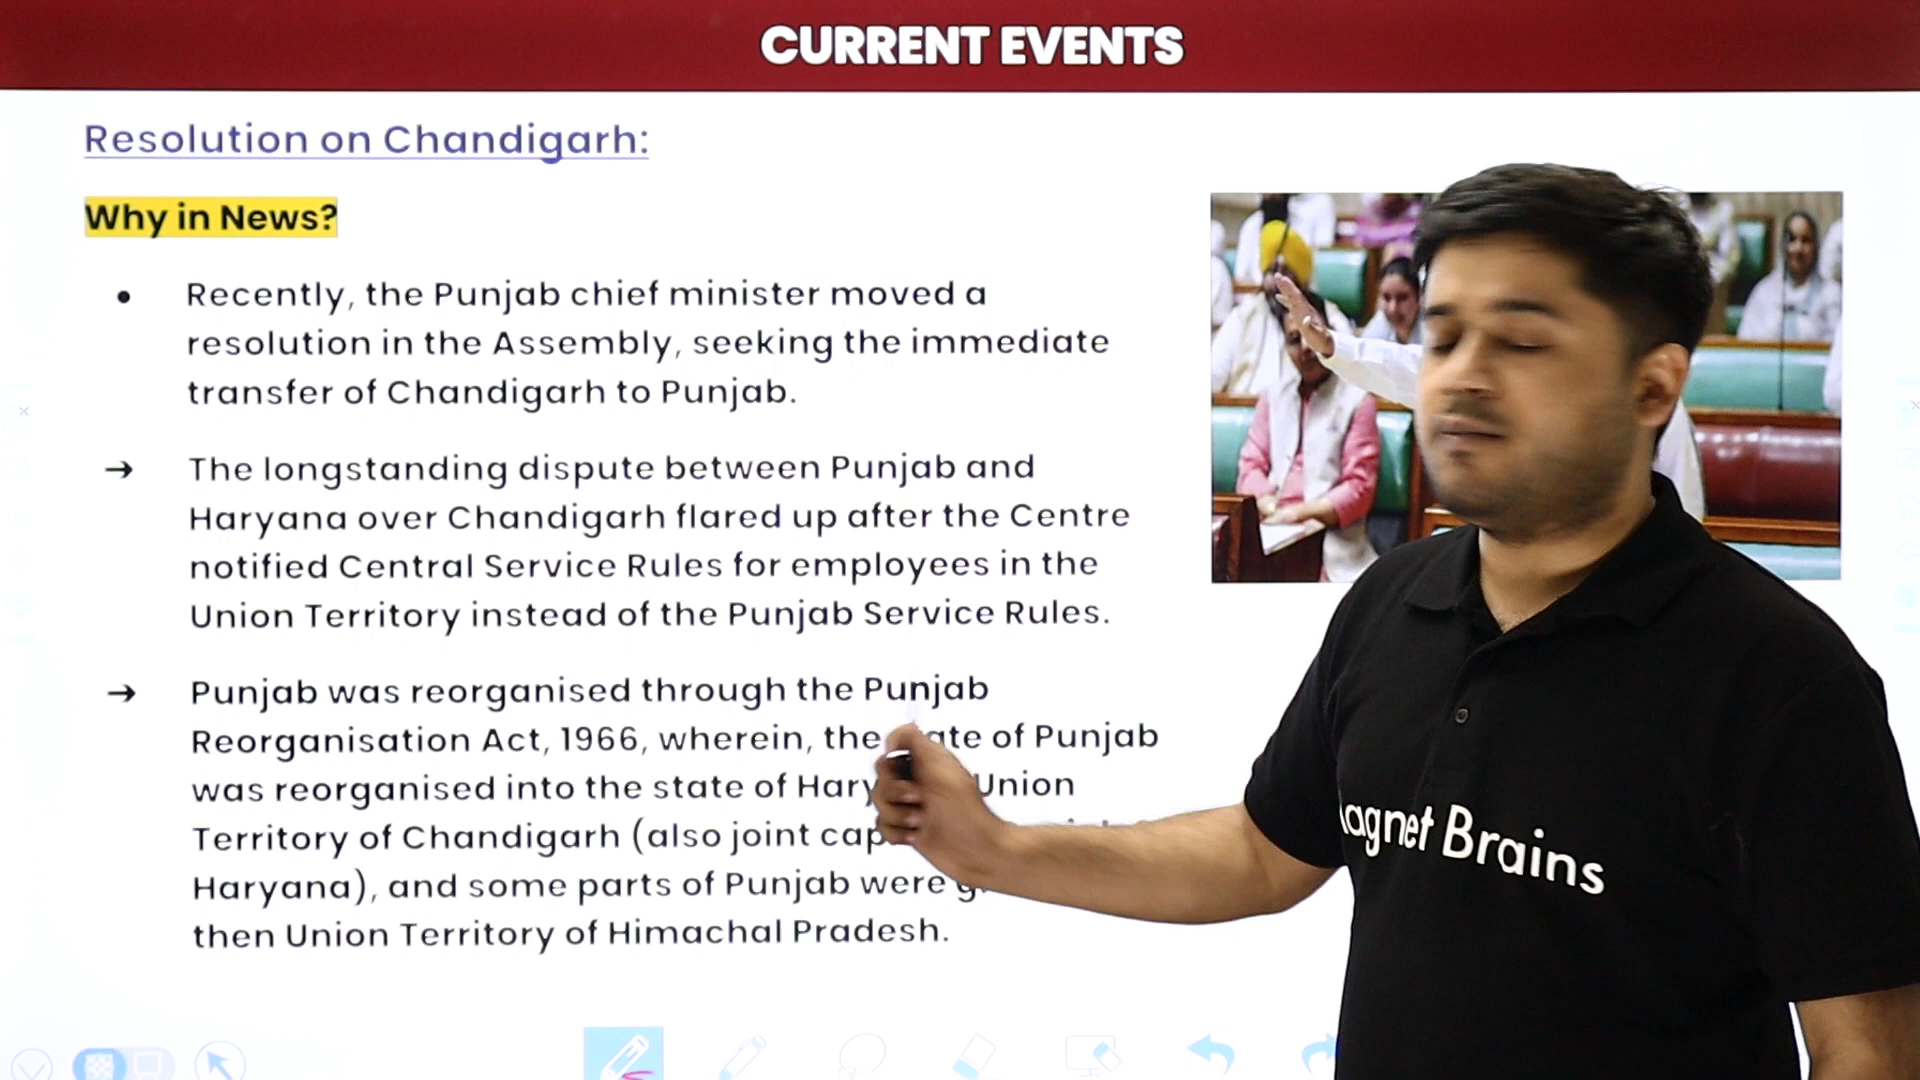 CURRENT EVENTS
Resolution on Chandigarh:
Why in News?
Recently, the Punjab chief minister moved a
resolution in the Assembly, seeking the immediate
transfer of Chandigarh to Punjab.
The longstanding dispute between Punjab and
Haryana over Chandigarh flared up after the Centre
notified Central Service Rules for employees in the
Union Territory instead of the Punjab Service Rules.
Punjab was reorganised through the Punjab
Reorganisation Act, 1966, wherein, the of Punjab
was reorganised into the state of Union
Territory of Chandigarh (also joint
Haryana), and some parts of Punjab were
then Union Territory of Himachal Pradesh.
Brains